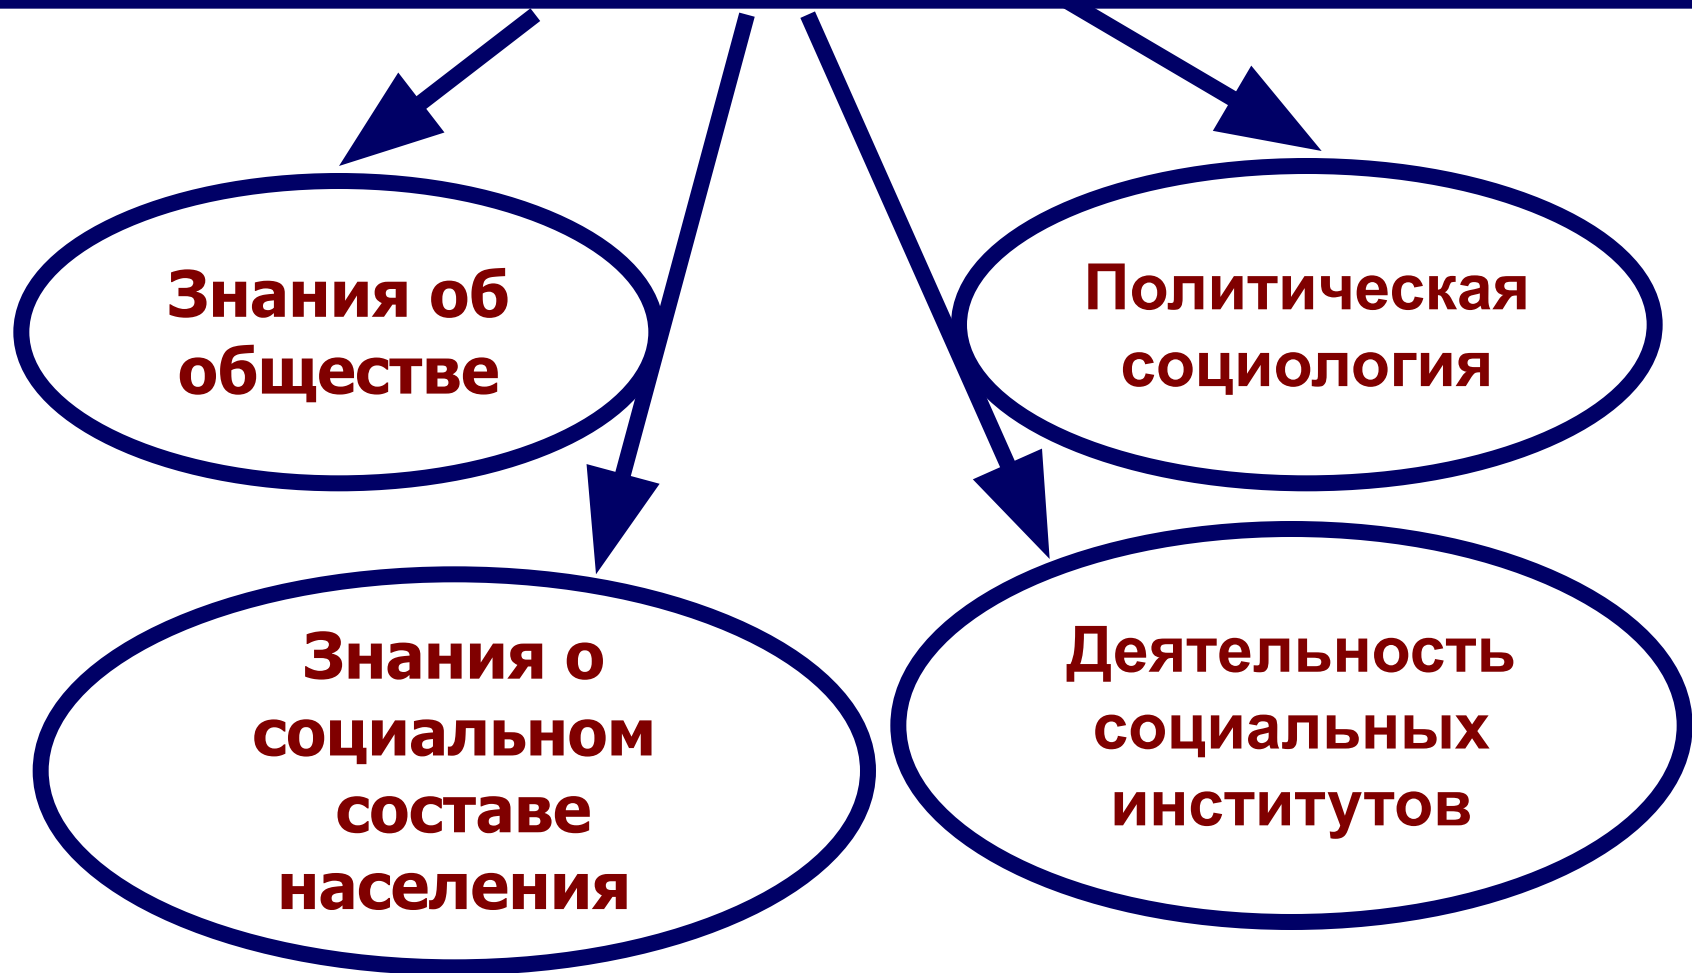 Знания об
обществе
Политическая
социология
Знания о
социальном
составе
населения
Деятельность
социальных
институтов